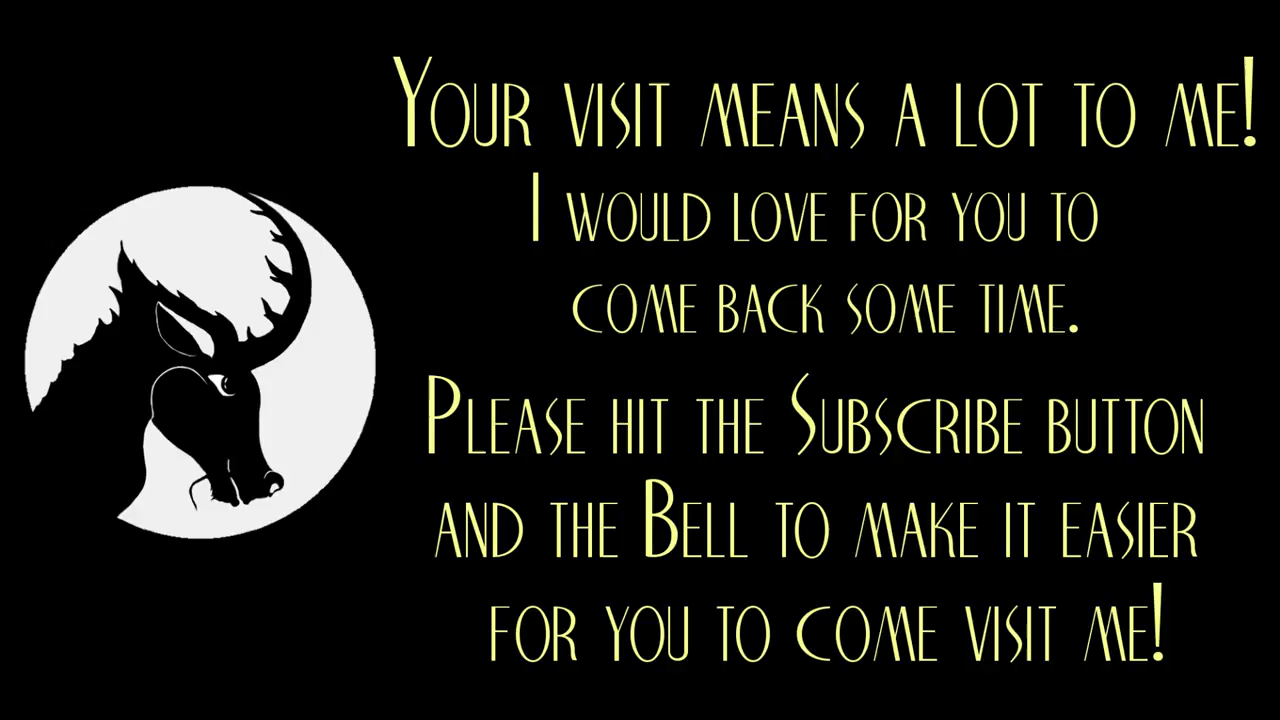 Your visit means a lot to me!
I would love for you to
come back some time.
Please hit the Subscribe button
and the Bell to make it easier
for you to come visit me!